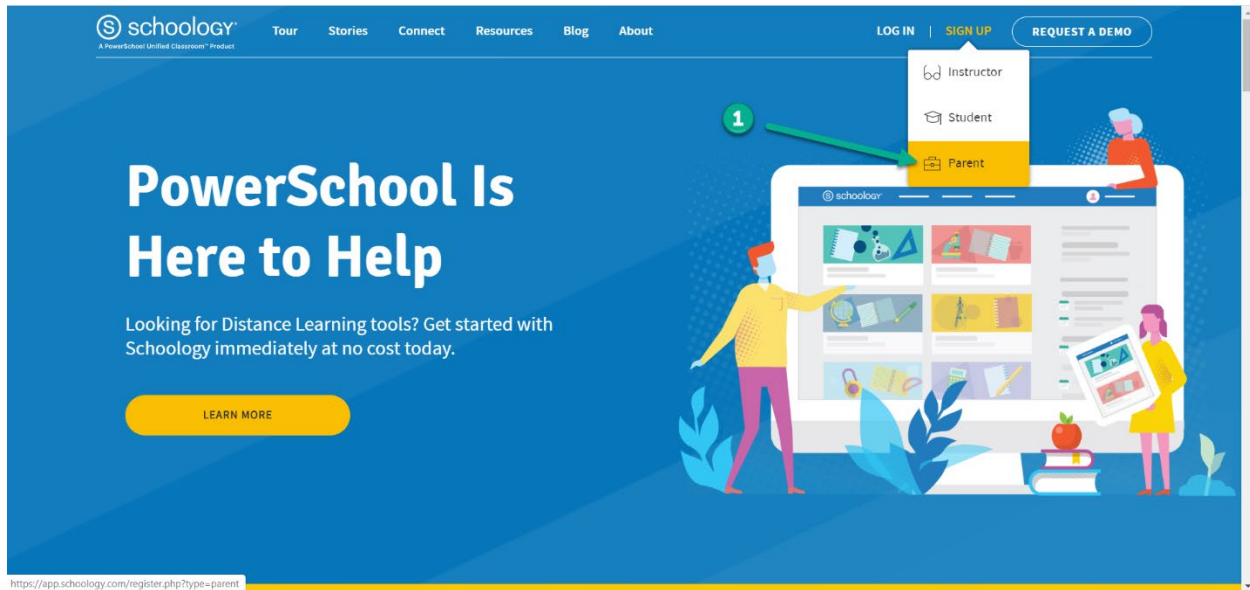 schoology
A PowerSchool Unified Classroom™ Product
Tour Stories Connect Resources Blog About LOG IN | SIGN UP REQUEST A DEMO
Instructor
Student
1
Parent
schoology
PowerSchool Is
Here to Help
Looking for Distance Learning tools? Get started with
Schoology immediately at no cost today.
LEARN MORE
https://app.schoology.com/register.php?type=parent